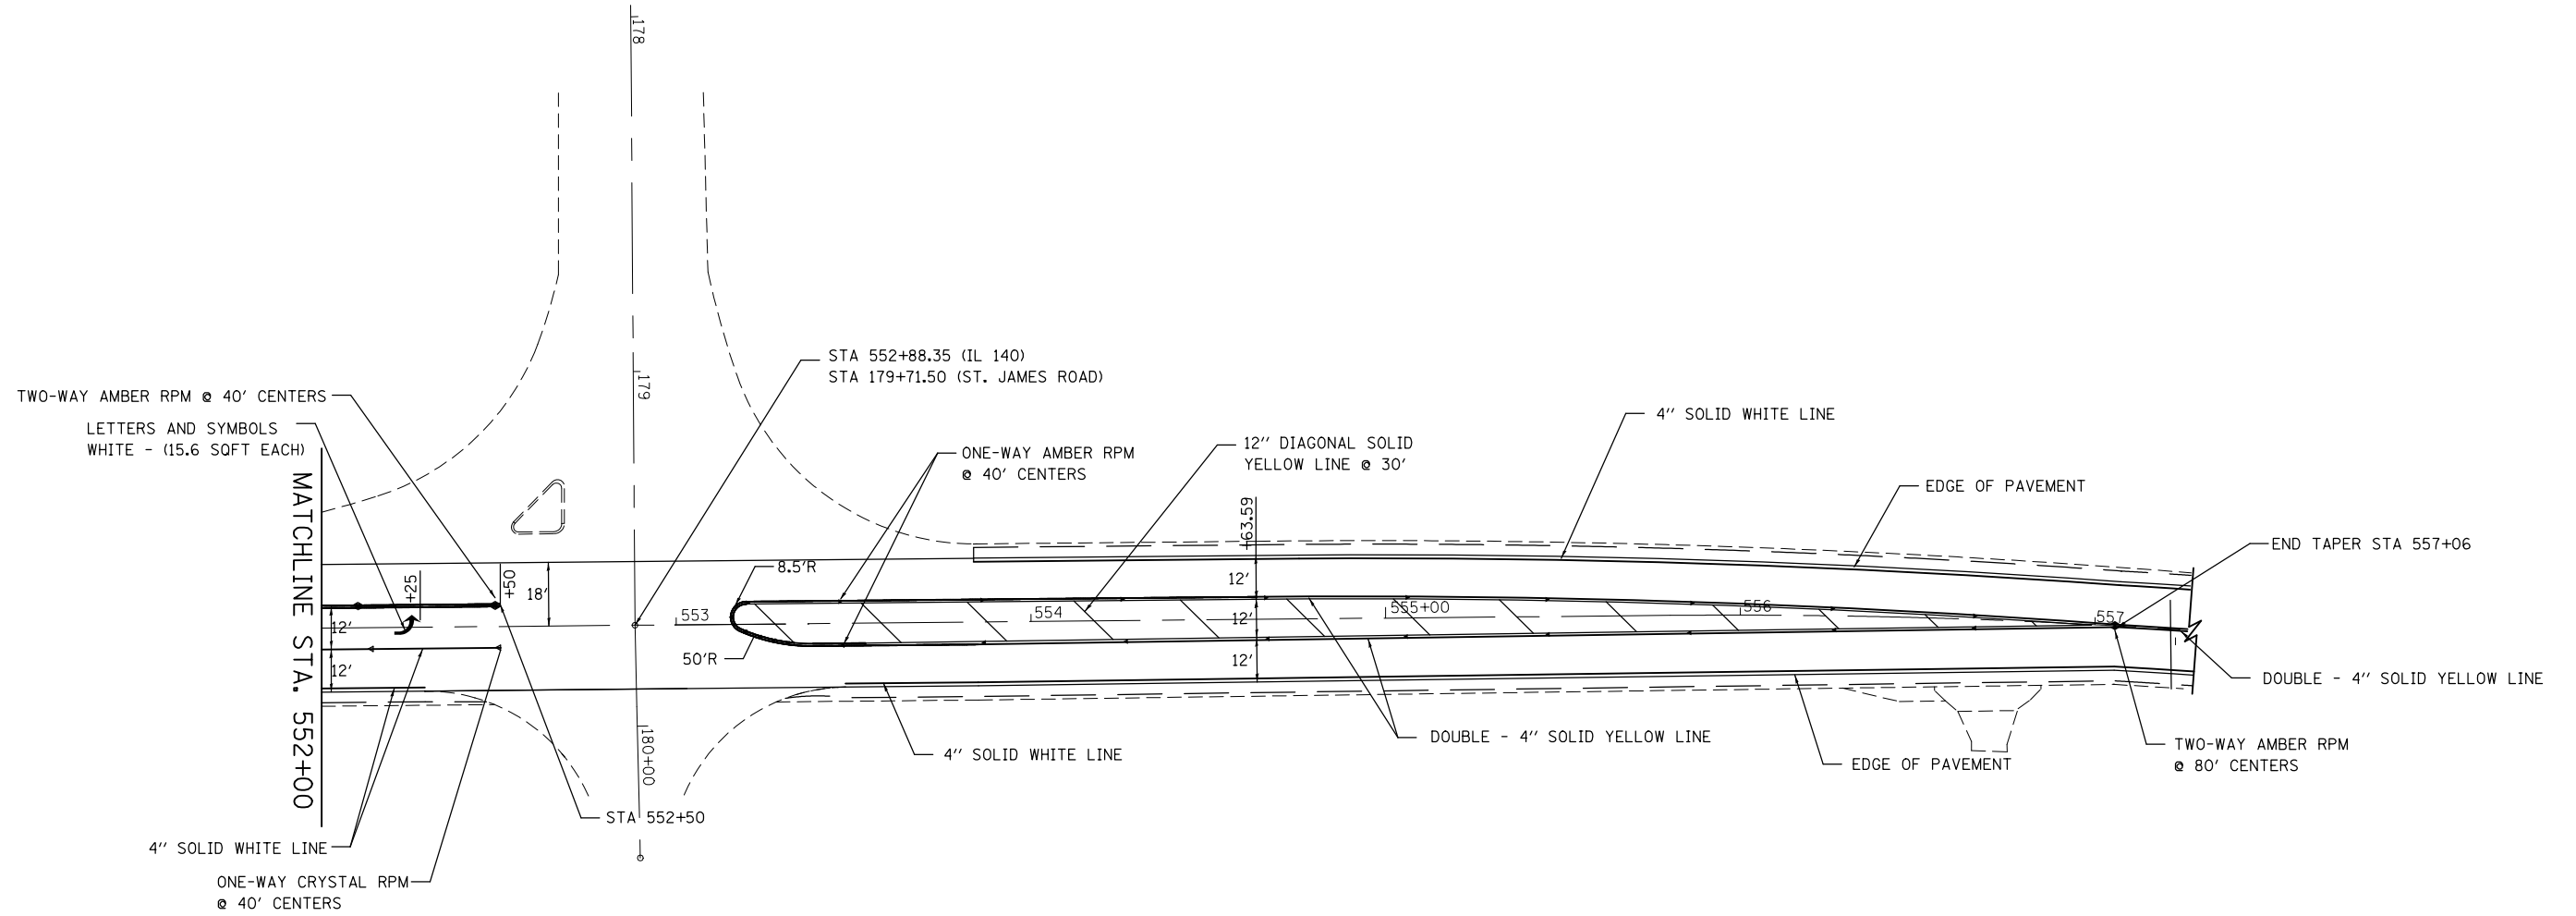 178
179
STA 552+88.35 (IL 140)
STA 179+71.50 (ST. JAMES ROAD)
TWO-WAY AMBER RPM @ 40' CENTERS
LETTERS AND SYMBOLS
WHITE - (15.6 SQFT EACH)
4'' SOLID WHITE LINE
12'' DIAGONAL SOLID
YELLOW LINE @ 30'
ONE-WAY AMBER RPM
@ 40' CENTERS
EDGE OF PAVEMENT
MATCHLINE STA. 552+00
+63.59
END TAPER STA 557+06
+25
+50
18'
8.5'R
12'
12'
12'
553
554
555+00
556
557
12'
12'
50'R
DOUBLE - 4'' SOLID YELLOW LINE
180+00
4'' SOLID WHITE LINE
DOUBLE - 4'' SOLID YELLOW LINE
EDGE OF PAVEMENT
TWO-WAY AMBER RPM
@ 80' CENTERS
STA 552+50
4'' SOLID WHITE LINE
ONE-WAY CRYSTAL RPM
@ 40' CENTERS